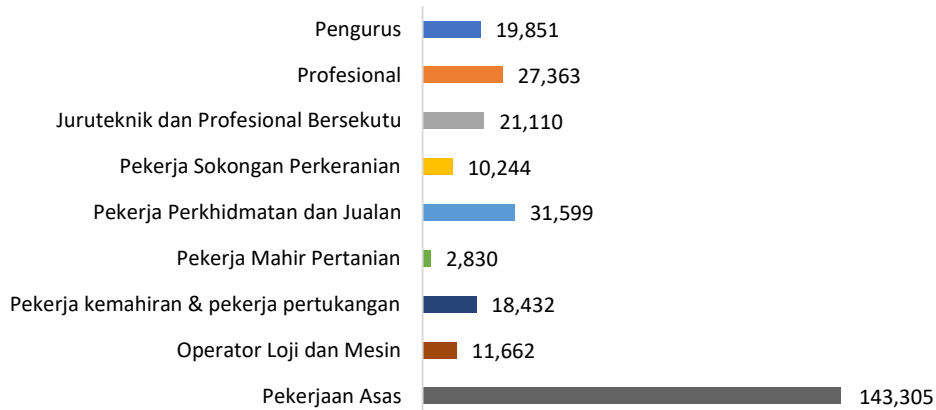 Pengurus 19,851
Profesional 27,363
Juruteknik dan Profesional Bersekutu 21,110
Pekerja Sokongan Perkeranian 10,244
Pekerja Perkhidmatan dan Jualan 31,599
Pekerja Mahir Pertanian 2,830
Pekerja kemahiran & pekerja pertukangan 18,432
Operator Loji dan Mesin 11,662
Pekerjaan Asas 143,305